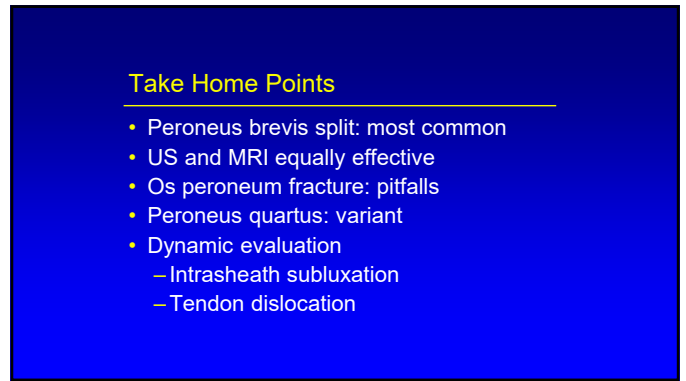 Take Home Points
• Peroneus brevis split: most common
• US and MRI equally effective
• Os peroneum fracture: pitfalls
• Peroneus quartus: variant
• Dynamic evaluation
– Intrasheath subluxation
– Tendon dislocation